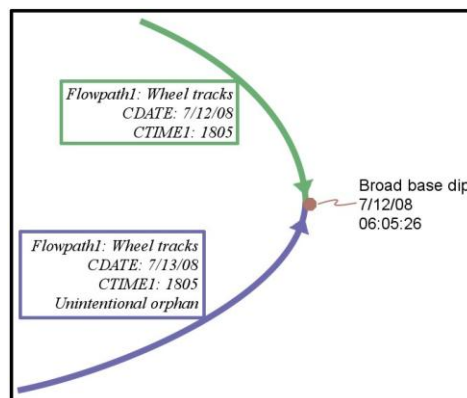 Flowpath1: Wheel tracks
CDATE: 7/12/08
CTIME1: 1805
Broad base dip
7/12/08
06:05:26
Flowpath1: Wheel tracks
CDATE: 7/13/08
CTIME1: 1805
Unintentional orphan